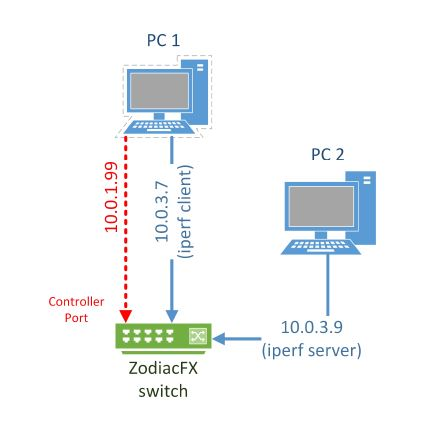 PC 1
PC 2
10.0.1.99
10.0.3.7
(iperf client)
Controller
Port
10.0.3.9
(iperf server)
ZodiacFX
switch